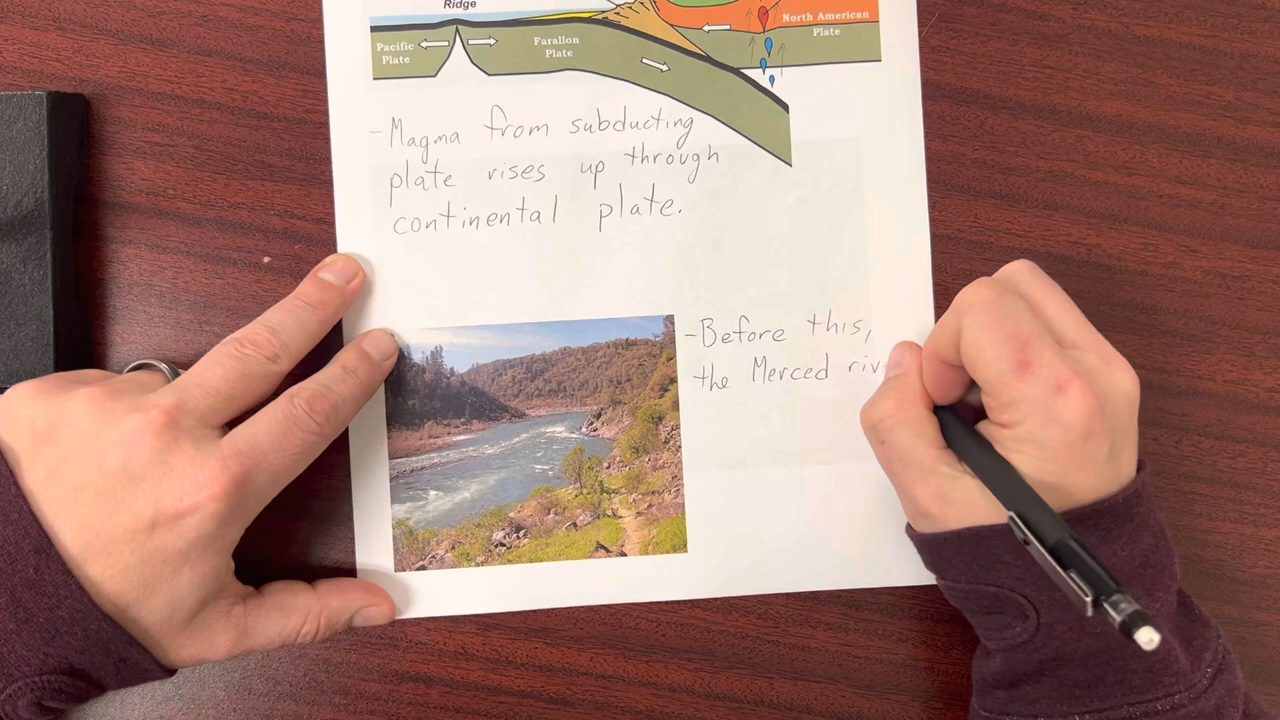 Ridge
North American
Plate
Pacific
Plate
Farallon
Plate
-Magma from subducting
plate rises up through
continental plate.
-Before this,
the Merced riv